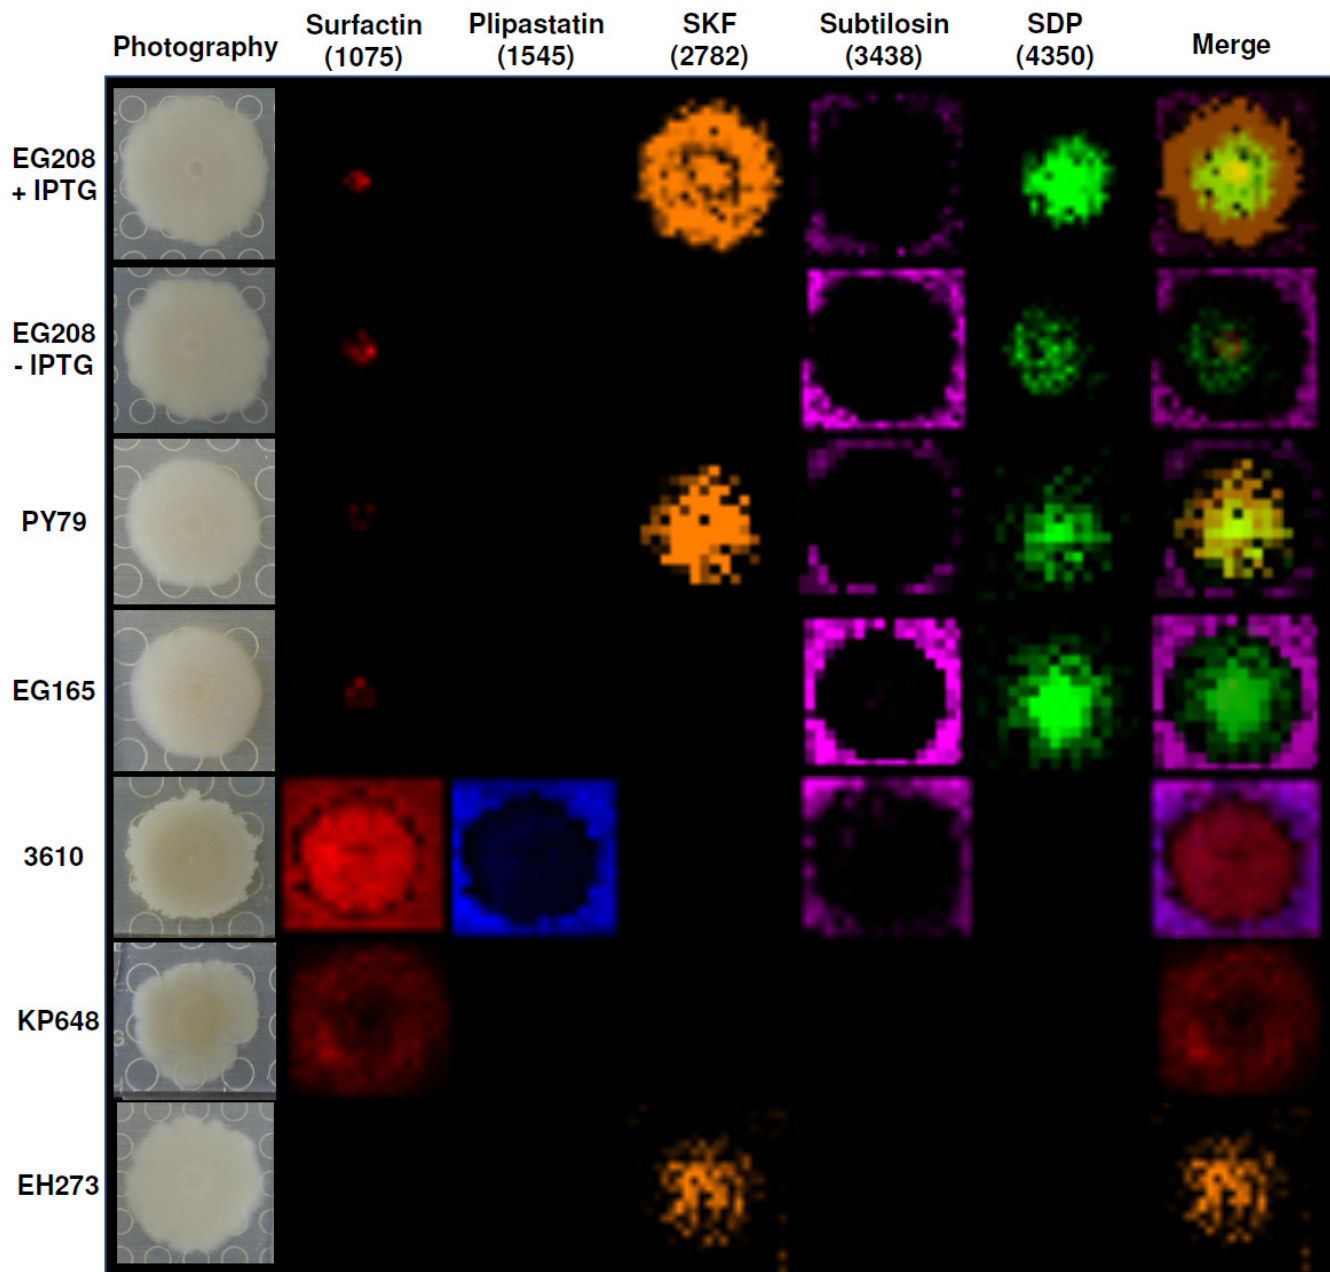 Photography
Surfactin
(1075)
Plipastatin
(1545)
SKF
(2782)
Subtilosin
(3438)
SDP
(4350)
Merge
EG208
+ IPTG
EG208
- IPTG
PY79
EG165
3610
KP648
EH273